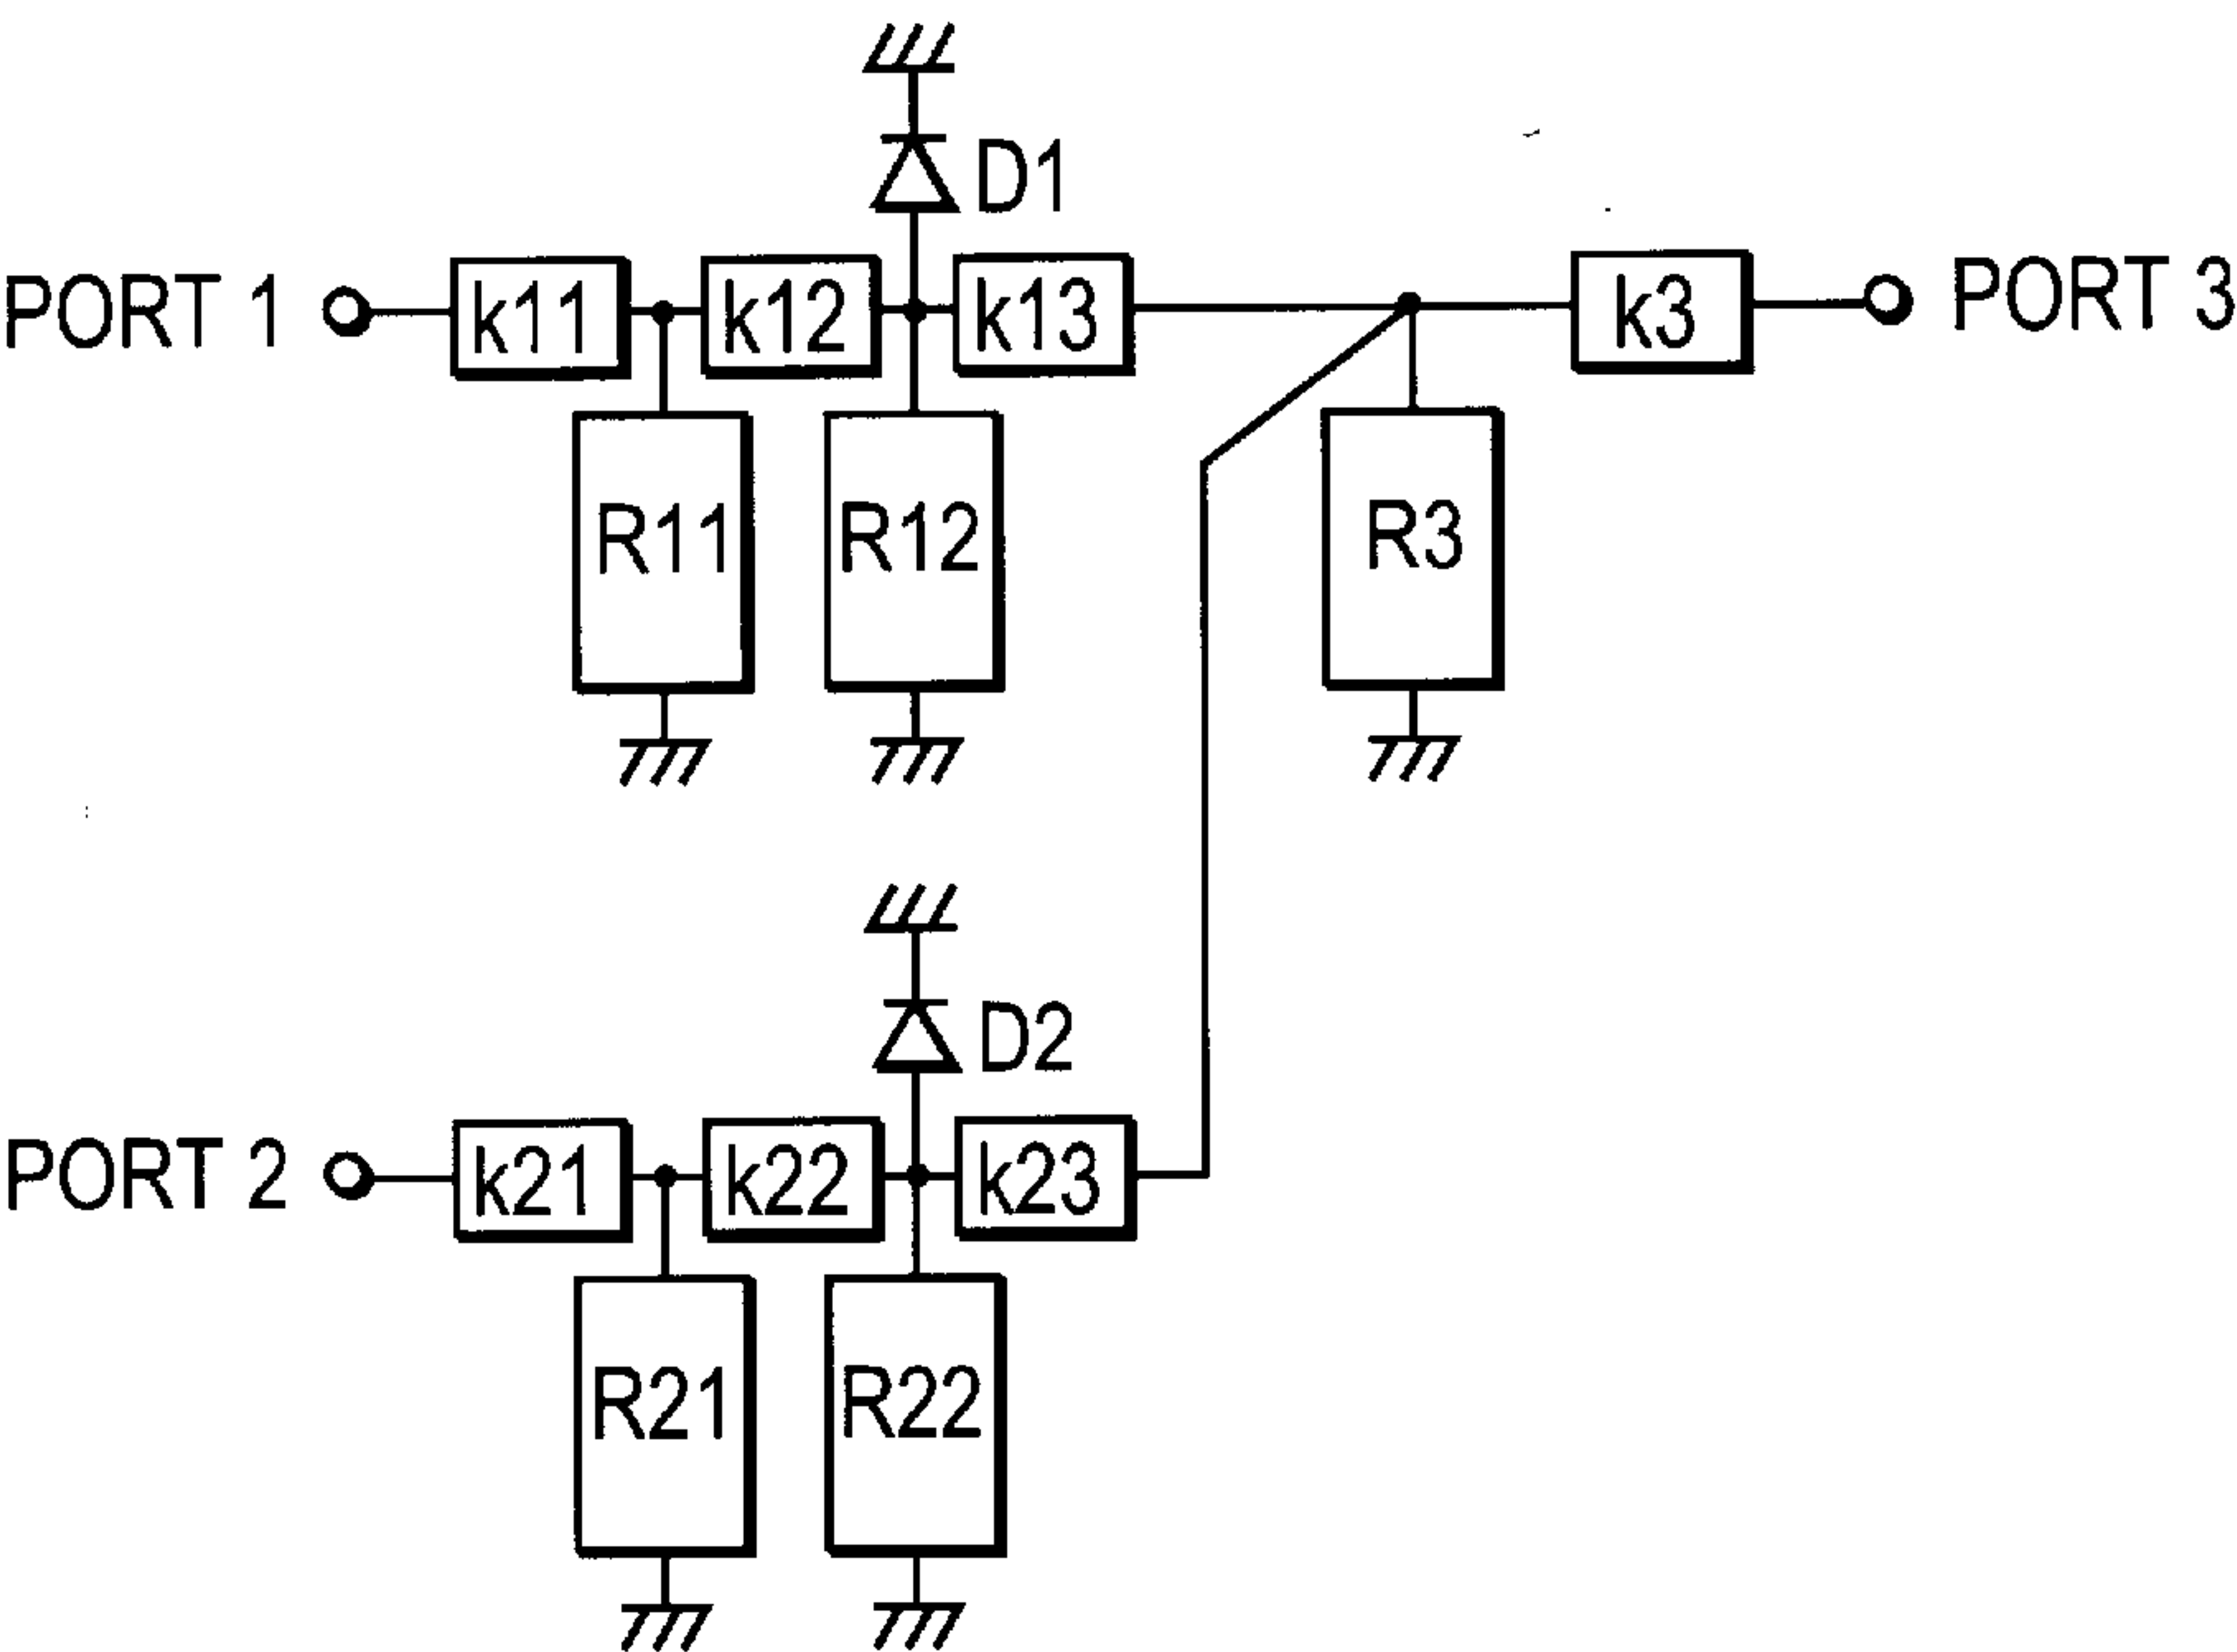 D1
PORT 1 k11 k12 k13 k3 PORT 3
R11 R12 R3
D2
PORT 2 k21 k22 k23
R21 R22